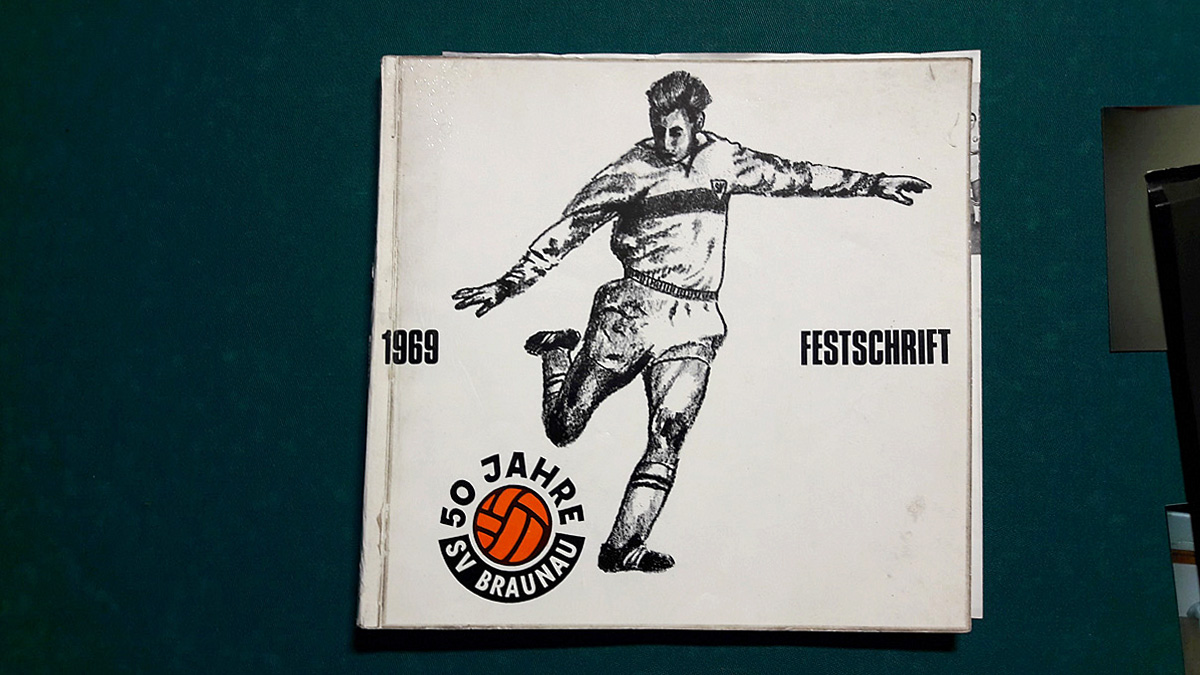 1969
FESTSCHRIFT
50 JAHRE
SV BRAUNAU